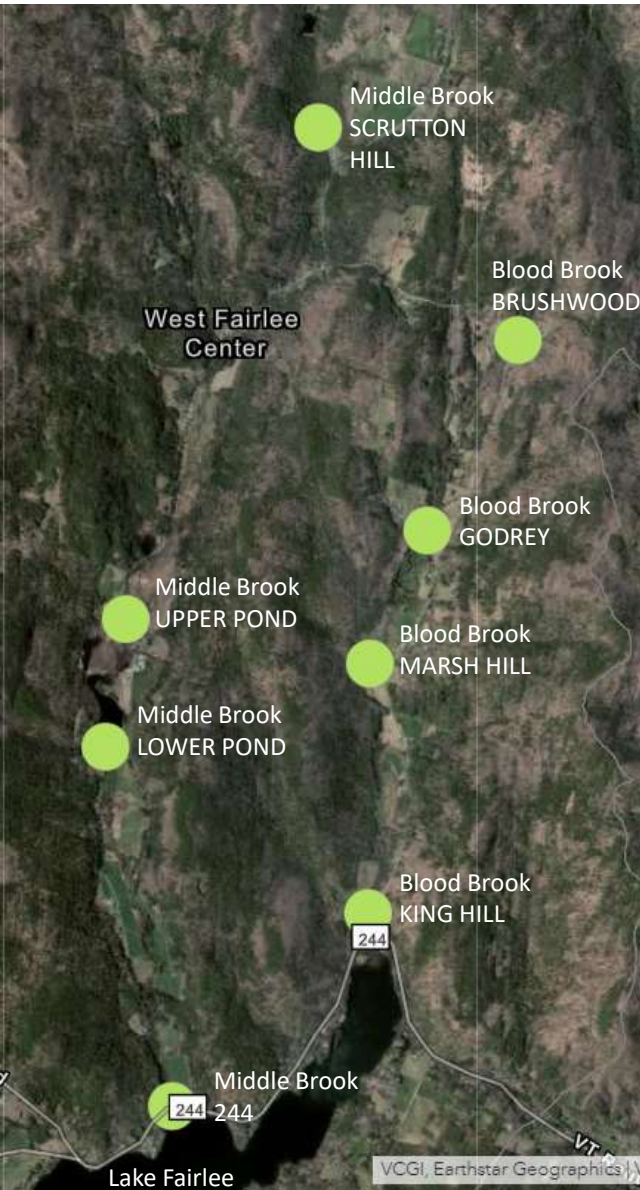 Middle Brook
SCRUTTON
HILL
Blood Brook
BRUSHWOOD
West Fairlee
Center
Blood Brook
GODREY
Middle Brook
UPPER POND
Blood Brook
MARSH HILL
Middle Brook
LOWER POND
Blood Brook
KING HILL
244
Middle Brook
244
244
Lake Fairlee
VT R
VCGI, Earthstar Geographics |